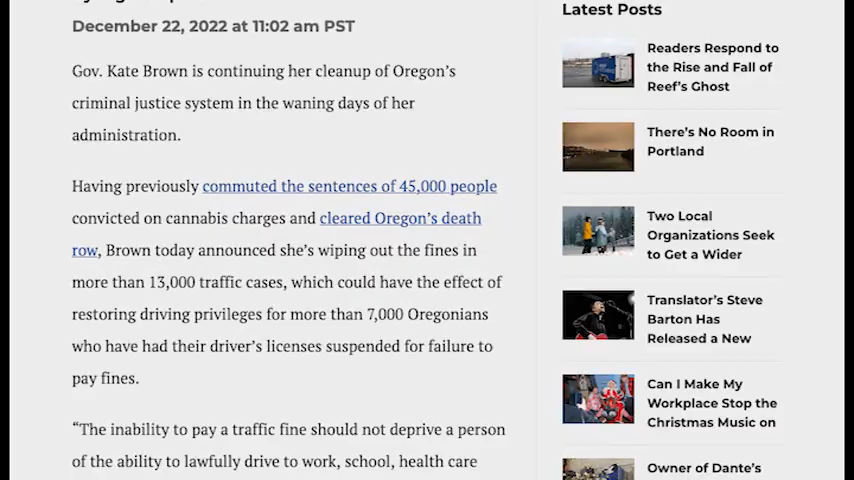 December 22, 2022 at 11:02 am PST
Gov. Kate Brown is continuing her cleanup of Oregon’s
criminal justice system in the waning days of her
administration.
Having previously commuted the sentences of 45,000 people
convicted on cannabis charges and cleared Oregon’s death
row, Brown today announced she’s wiping out the fines in
more than 13,000 traffic cases, which could have the effect of
restoring driving privileges for more than 7,000 Oregonians
who have had their driver’s licenses suspended for failure to
pay fines.
“The inability to pay a traffic fine should not deprive a person
of the ability to lawfully drive to work, school, health care
Latest Posts
Readers Respond to
the Rise and Fall of
Reef’s Ghost
There’s No Room in
Portland
Two Local
Organizations Seek
to Get a Wider
Translator’s Steve
Barton Has
Released a New
Can I Make My
Workplace Stop the
Christmas Music on
Owner of Dante’s